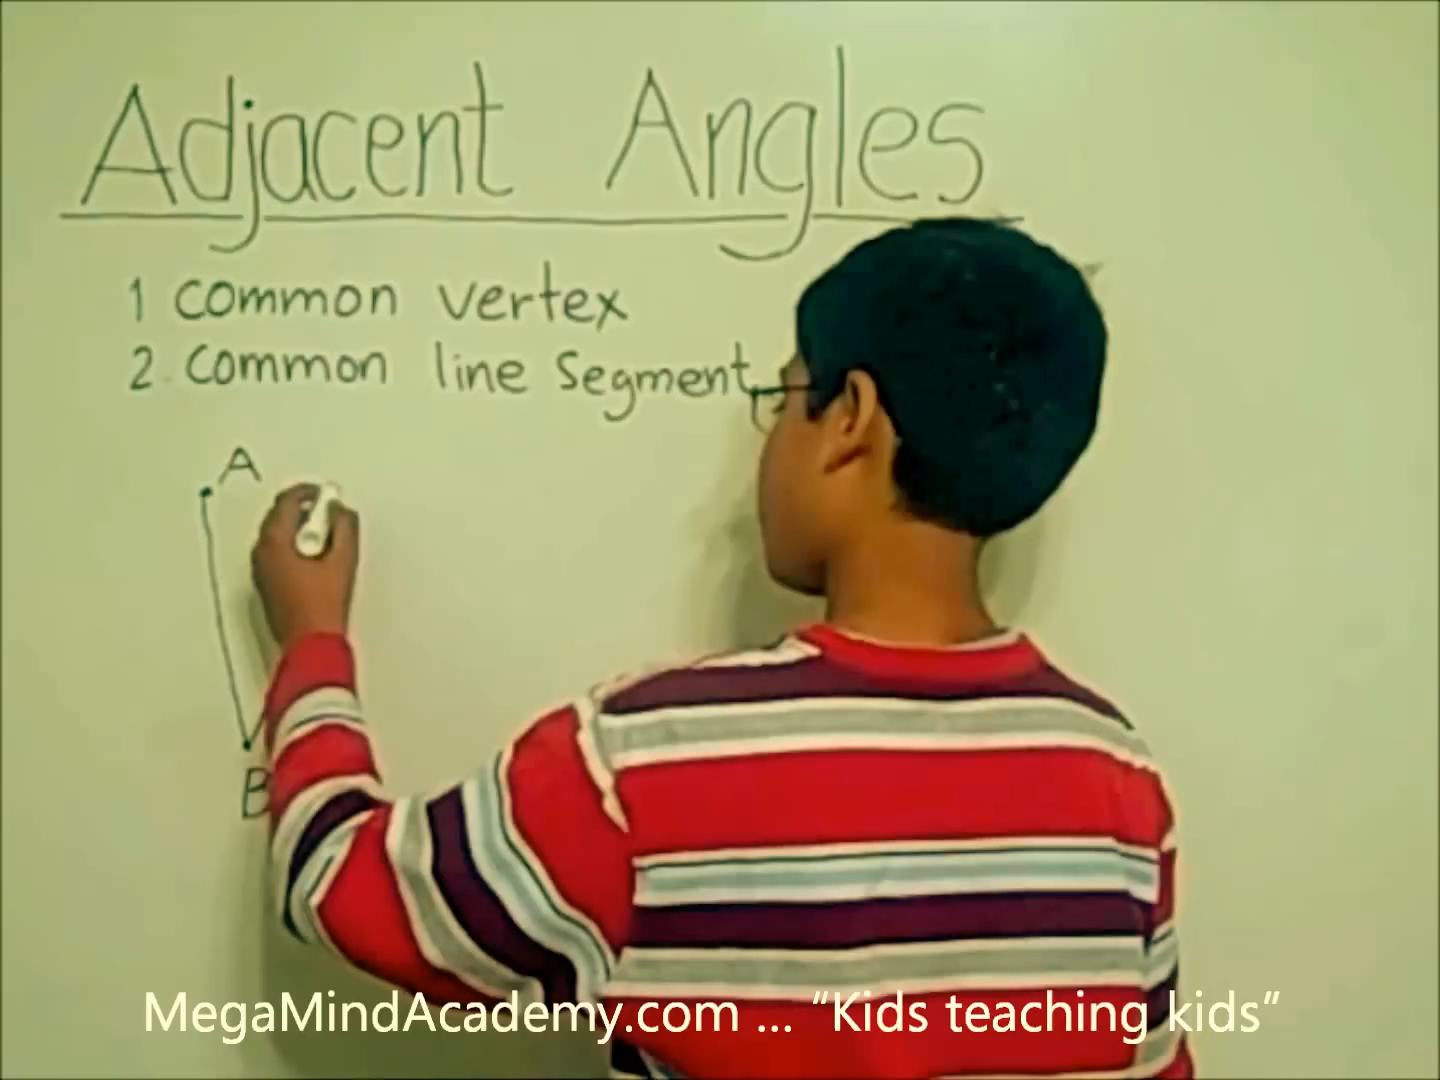 Adjacent Angles
1 common vertex
2. common line segment
A
B
MegaMindAcademy.com ... “Kids teaching kids”